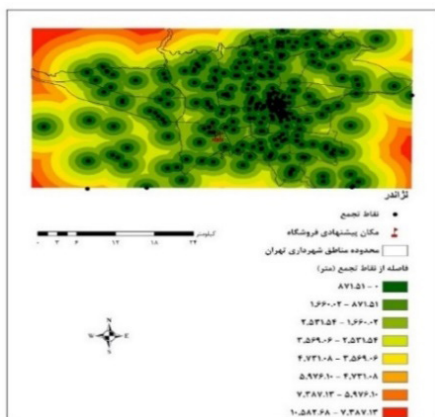 لژاندر
نقاط تجمع
مکان پیشنهادی فروشگاه
محدوده مناطق شهرداری تهران
فاصله از نقاط تجمع (متر)
۸۷۱.۵۱ - ۰
۱,۶۶۰.۰۲ - ۸۷۱.۵۱
۲,۵۳۱.۵۴ - ۱,۶۶۰.۰۲
۳,۵۶۹.۰۶ - ۲,۵۳۱.۵۴
۴,۷۳۱.۰۸ - ۳,۵۶۹.۰۶
۵,۹۷۶.۱۰ - ۴,۷۳۱.۰۸
۷,۳۸۷.۱۳ - ۵,۹۷۶.۱۰
۱۰,۵۸۲.۶۸ - ۷,۳۸۷.۱۳
کیلومتر
۰ ۳ ۶ ۱۲ ۱۸ ۲۴
N
W E
S